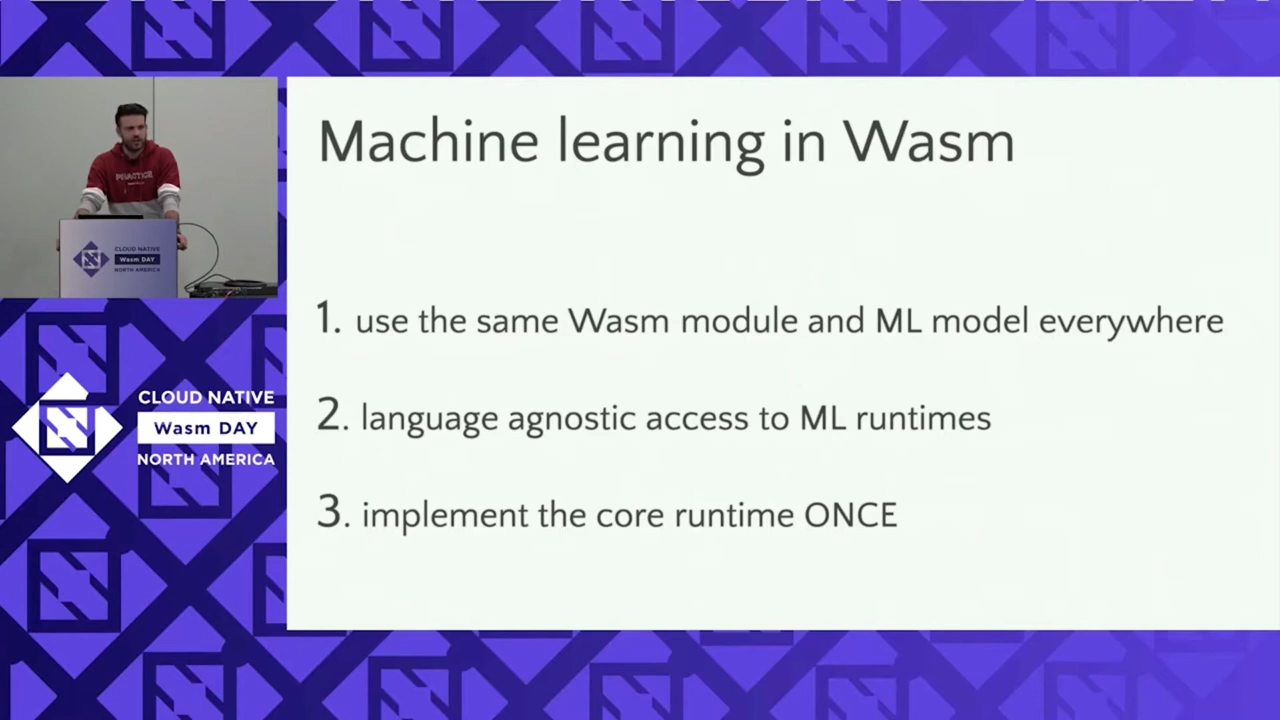 Machine learning in Wasm
1. use the same Wasm module and ML model everywhere
2. language agnostic access to ML runtimes
3. implement the core runtime ONCE
PRACTICE
CLOUD NATIVE
Wasm DAY
NORTH AMERICA
CLOUD NATIVE
Wasm DAY
NORTH AMERICA